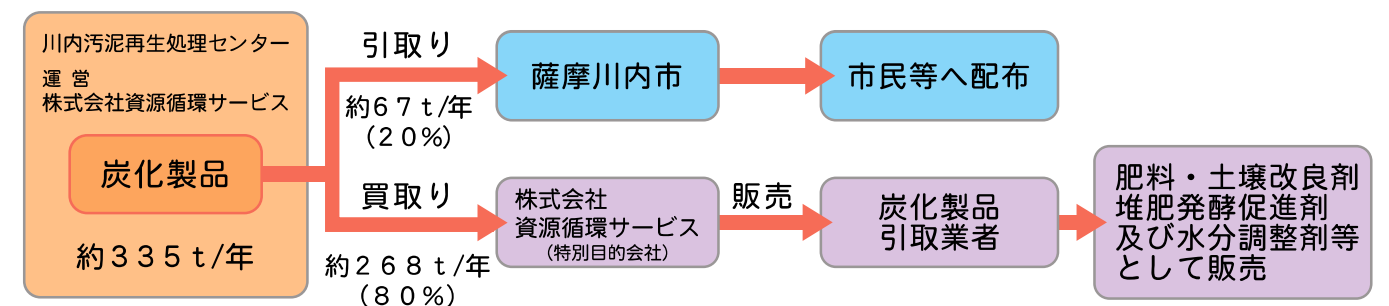 川内汚泥再生処理センター
運 営
株式会社資源循環サービス
炭化製品
約335t/年
引取り
約67t/年
(20%)
薩摩川内市
市民等へ配布
買取り
約268t/年
(80%)
株式会社
資源循環サービス
(特別目的会社)
販売
炭化製品
引取業者
肥料・土壌改良剤
堆肥発酵促進剤
及び水分調整剤等
として販売